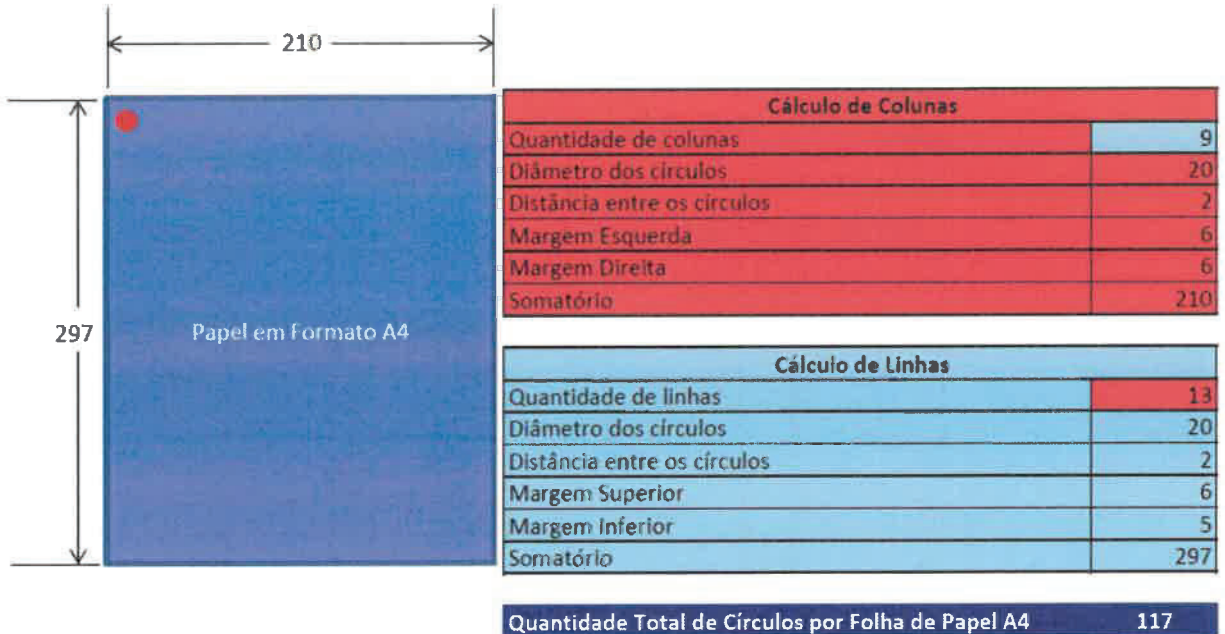 210
297
Papel em Formato A4
Cálculo de Colunas
Quantidade de colunas 9
Diâmetro dos círculos 20
Distância entre os círculos 2
Margem Esquerda 6
Margem Direita 6
Somatório 210
Cálculo de Linhas
Quantidade de linhas 13
Diâmetro dos círculos 20
Distância entre os círculos 2
Margem Superior 6
Margem Inferior 5
Somatório 297
Quantidade Total de Círculos por Folha de Papel A4 117